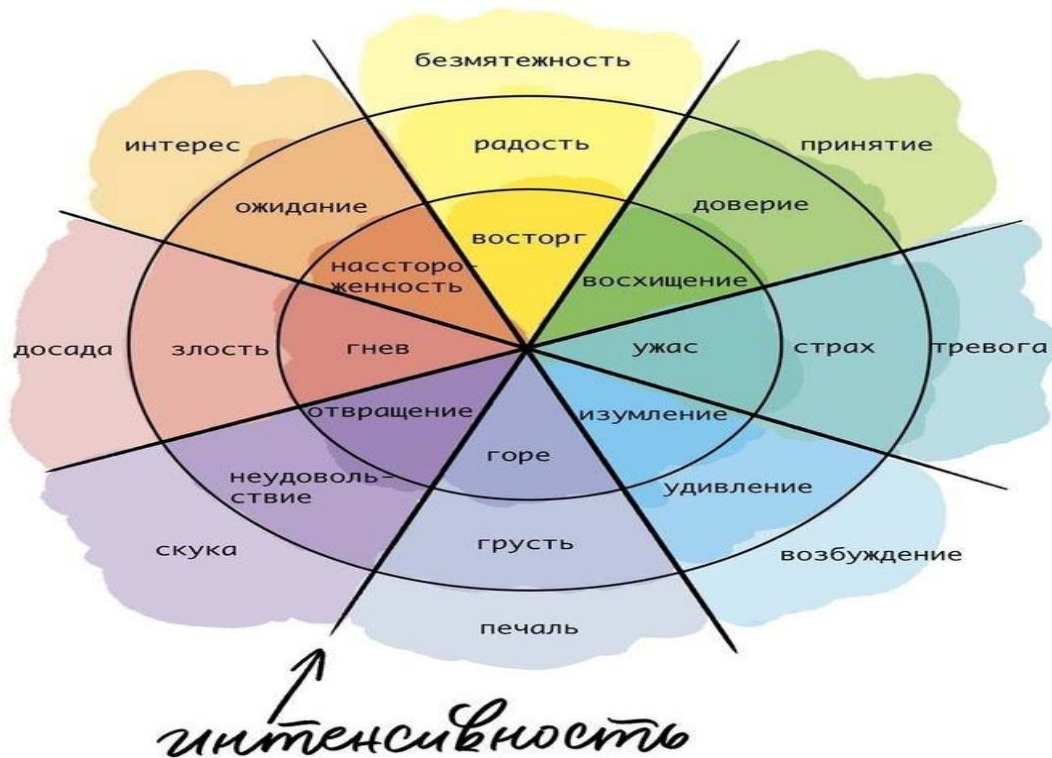 безмятежность
интерес
радость
принятие
ожидание
доверие
восторг
насторо-
женность
восхищение
досада
злость
гнев
ужас
страх
тревога
отвращение
изумление
горе
неудоволь-
ствие
удивление
скука
грусть
возбуждение
печаль
интенсивность